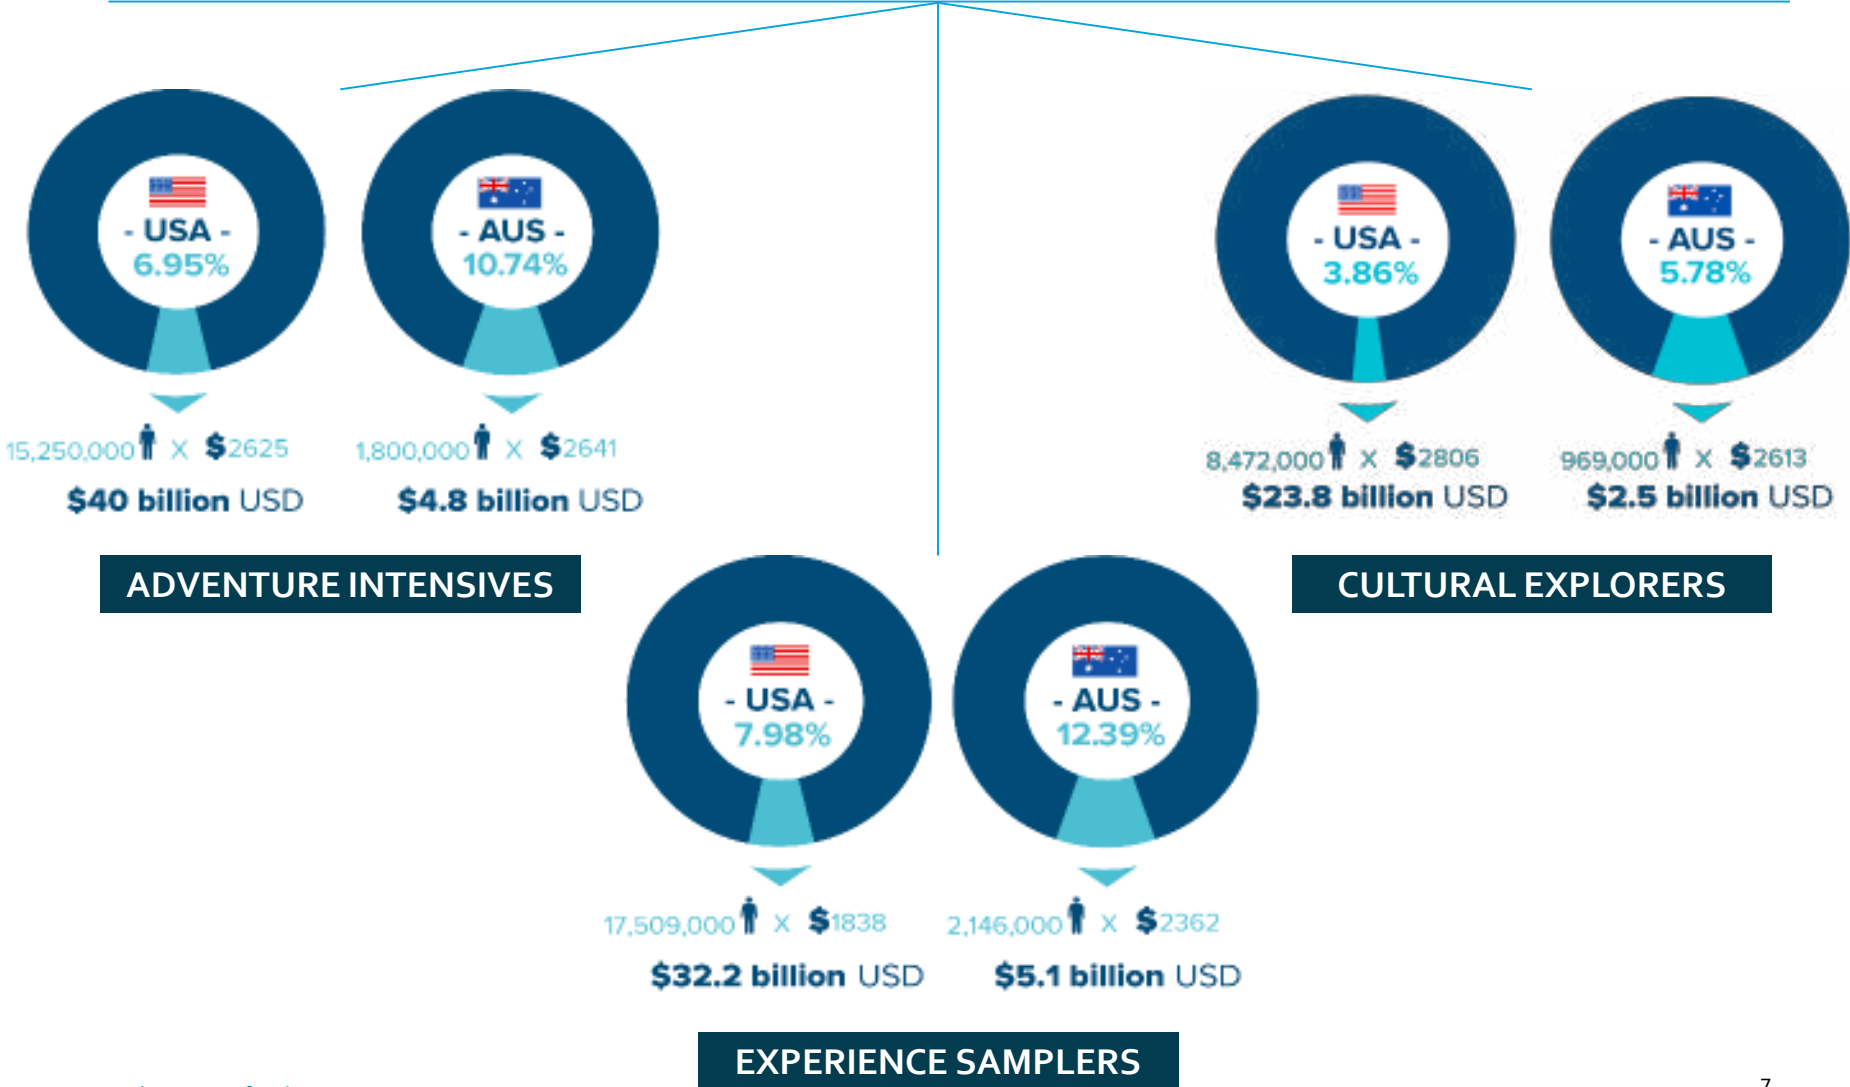 - USA -
6.95%
15,250,000 X $2625
$40 billion USD
- AUS -
10.74%
1,800,000 X $2641
$4.8 billion USD
ADVENTURE INTENSIVES
- USA -
3.86%
8,472,000 X $2806
$23.8 billion USD
- AUS -
5.78%
969,000 X $2613
$2.5 billion USD
CULTURAL EXPLORERS
- USA -
7.98%
17,509,000 X $1838
$32.2 billion USD
- AUS -
12.39%
2,146,000 X $2362
$5.1 billion USD
EXPERIENCE SAMPLERS
7